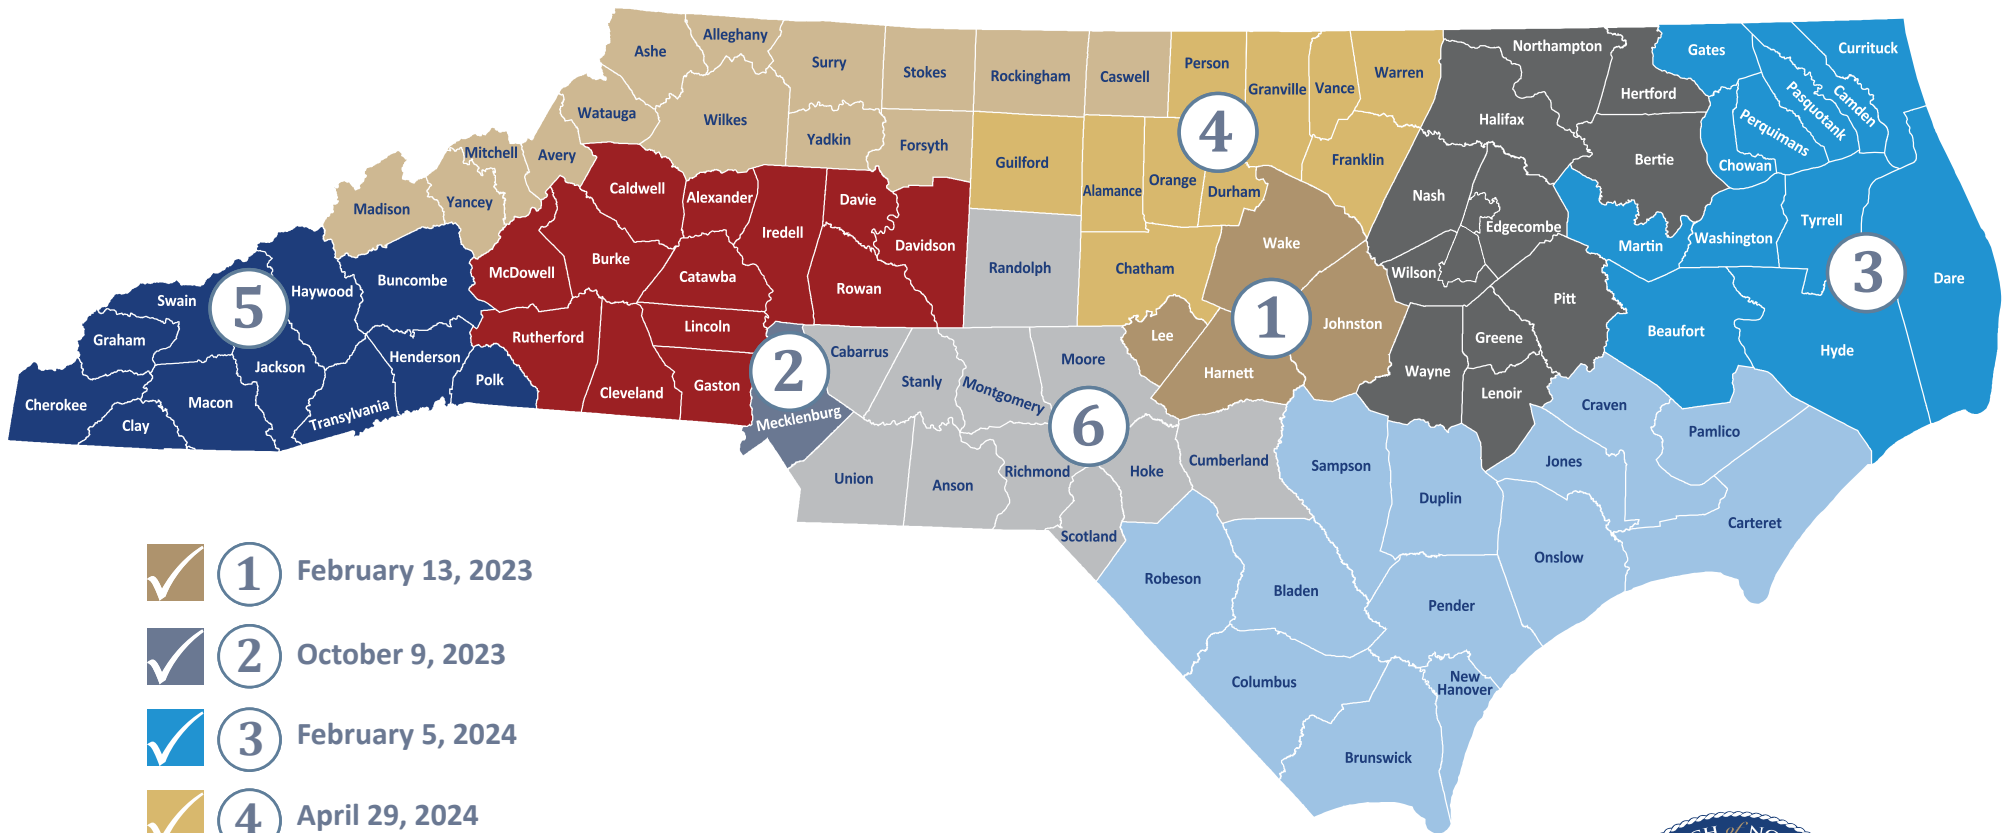 Ashe
Alleghany
Surry
Stokes
Rockingham
Caswell
Person
Granville
Vance
Warren
Northampton
Hertford
Gates
Currituck
Camden
Pasquotank
Perquimans
Chowan
Watauga
Wilkes
Yadkin
Forsyth
Guilford
Alamance
Orange
Durham
4
Franklin
Halifax
Bertie
Mitchell
Avery
Madison
Yancey
Caldwell
Alexander
Iredell
Davie
Davidson
Randolph
Chatham
Wake
Nash
Edgecombe
Martin
Washington
Tyrrell
3
Dare
Swain
5
Haywood
Buncombe
McDowell
Burke
Catawba
Rowan
Lee
1
Johnston
Wilson
Pitt
Greene
Beaufort
Hyde
Graham
Jackson
Henderson
Polk
Rutherford
Lincoln
Cleveland
Gaston
2
Mecklenburg
Cabarrus
Stanly
Montgomery
Moore
6
Harnett
Wayne
Lenoir
Craven
Pamlico
Cherokee
Clay
Macon
Transylvania
Union
Anson
Richmond
Hoke
Scotland
Cumberland
Sampson
Duplin
Jones
Carteret
Onslow
Robeson
Bladen
Pender
Columbus
New
Hanover
Brunswick
1 February 13, 2023
2 October 9, 2023
3 February 5, 2024
4 April 29, 2024